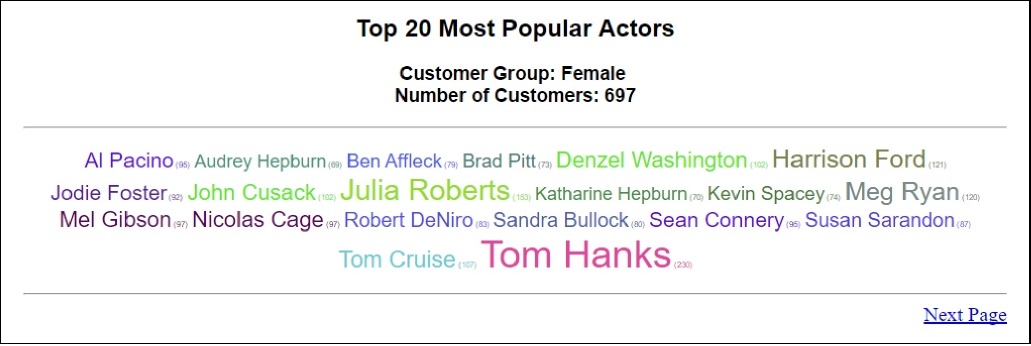 Top 20 Most Popular Actors
Customer Group: Female
Number of Customers: 697
Al Pacino (95) Audrey Hepburn (69) Ben Affleck (79) Brad Pitt (73) Denzel Washington (102) Harrison Ford (121)
Jodie Foster (92) John Cusack (102) Julia Roberts (153) Katharine Hepburn (70) Kevin Spacey (74) Meg Ryan (120)
Mel Gibson (97) Nicolas Cage (97) Robert DeNiro (83) Sandra Bullock (80) Sean Connery (95) Susan Sarandon (87)
Tom Cruise (107) Tom Hanks (230)
Next Page